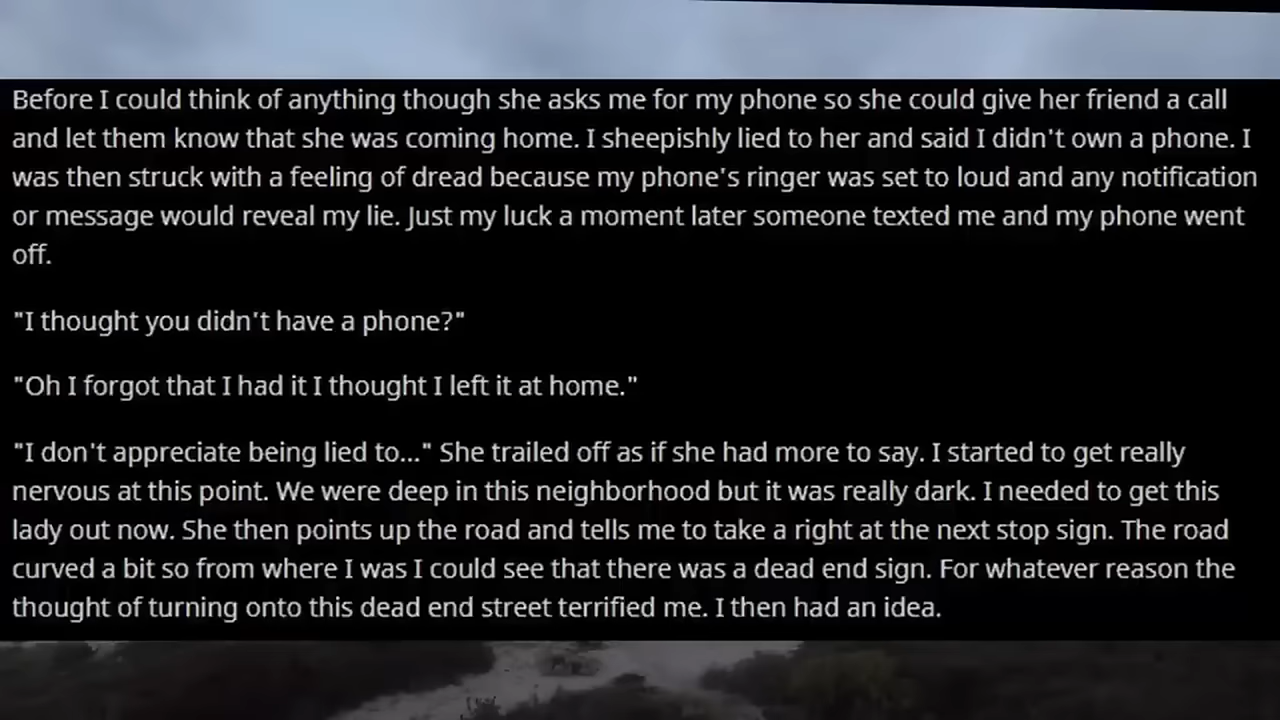 Before I could think of anything though she asks me for my phone so she could give her friend a call
and let them know that she was coming home. I sheepishly lied to her and said I didn't own a phone. I
was then struck with a feeling of dread because my phone's ringer was set to loud and any notification
or message would reveal my lie. Just my luck a moment later someone texted me and my phone went
off.
"I thought you didn't have a phone?"
"Oh I forgot that I had it I thought I left it at home."
"I don't appreciate being lied to..." She trailed off as if she had more to say. I started to get really
nervous at this point. We were deep in this neighborhood but it was really dark. I needed to get this
lady out now. She then points up the road and tells me to take a right at the next stop sign. The road
curved a bit so from where I was I could see that there was a dead end sign. For whatever reason the
thought of turning onto this dead end street terrified me. I then had an idea.